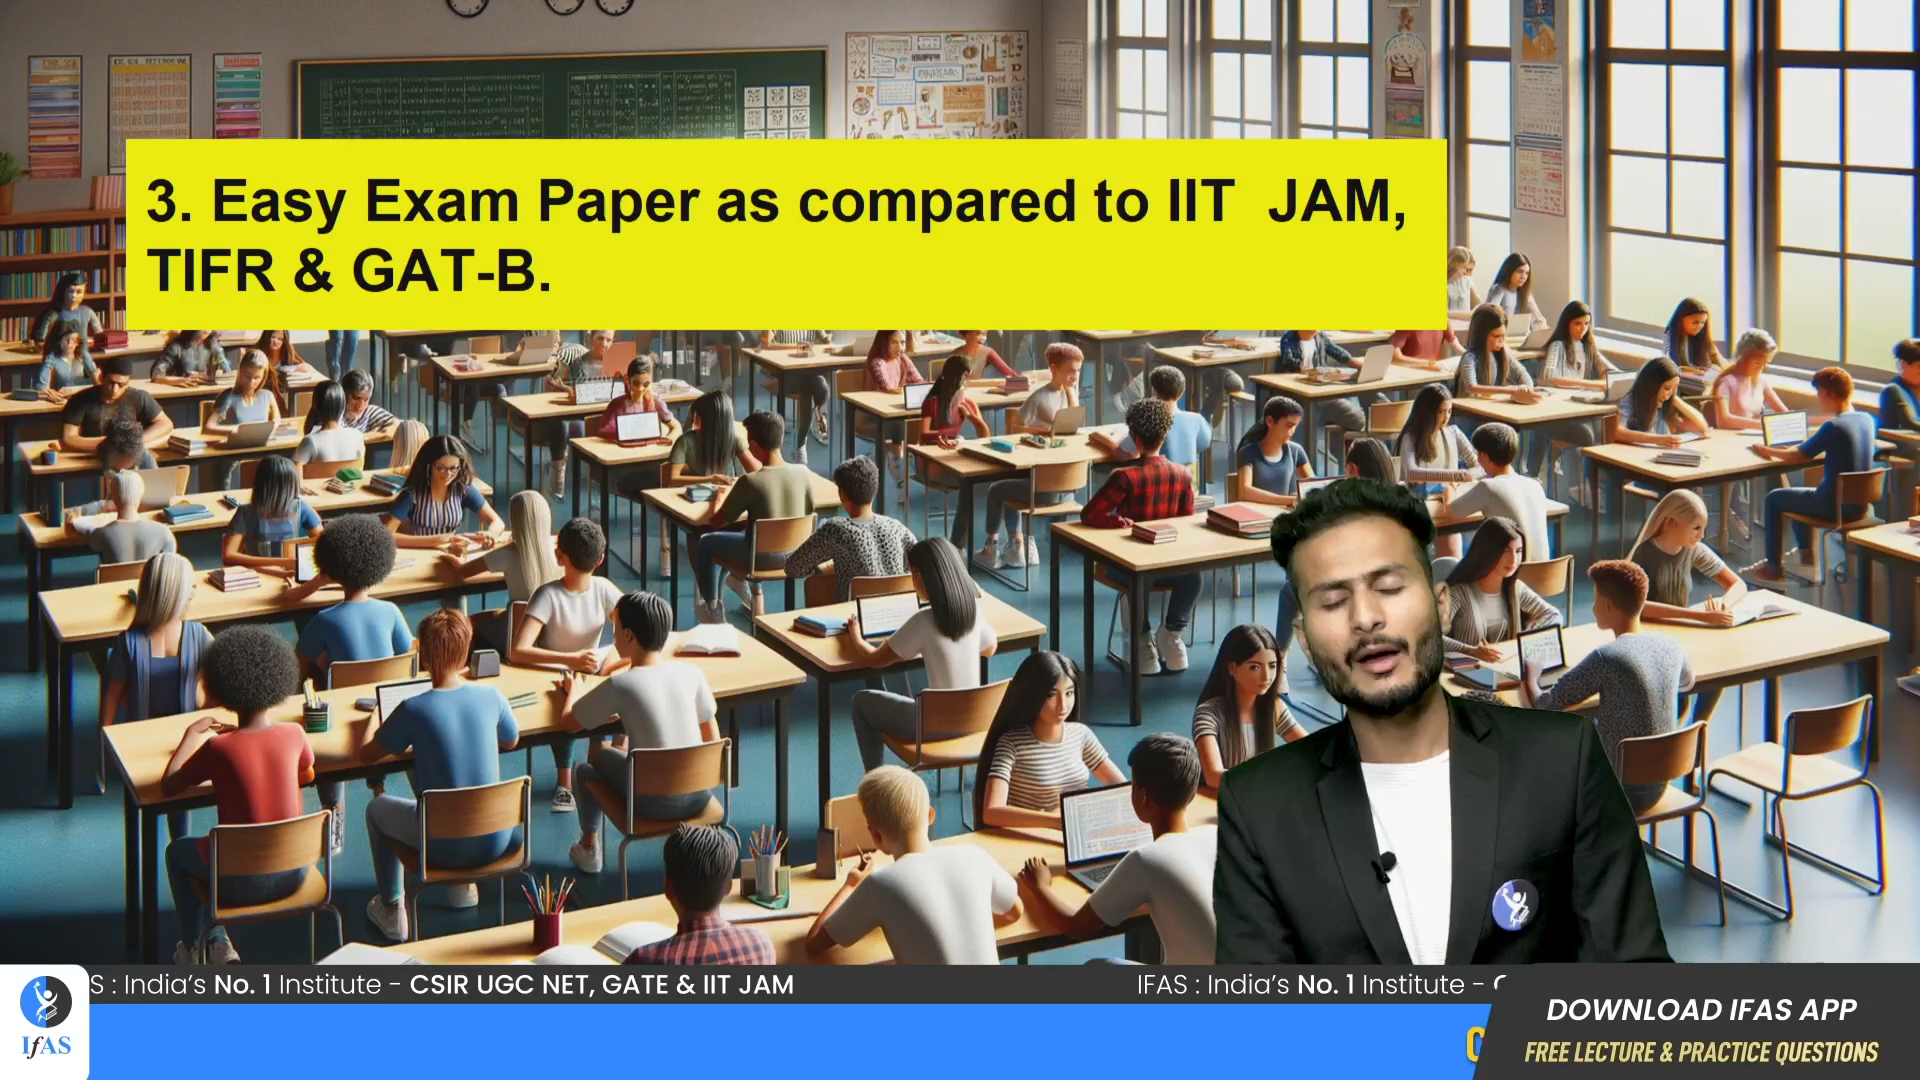 3. Easy Exam Paper as compared to IIT JAM,
TIFR & GAT-B.
S : India's No. 1 Institute - CSIR UGC NET, GATE & IIT JAM
IFAS : India's No. 1 Institute -
DOWNLOAD IFAS APP
FREE LECTURE & PRACTICE QUESTIONS
IfAS